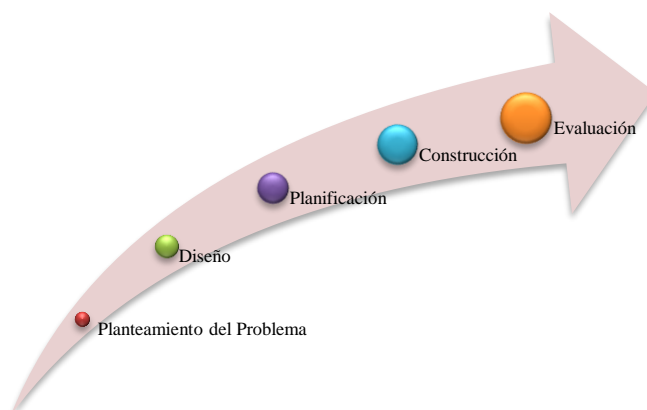 Evaluación
Construcción
Planificación
Diseño
Planteamiento del Problema